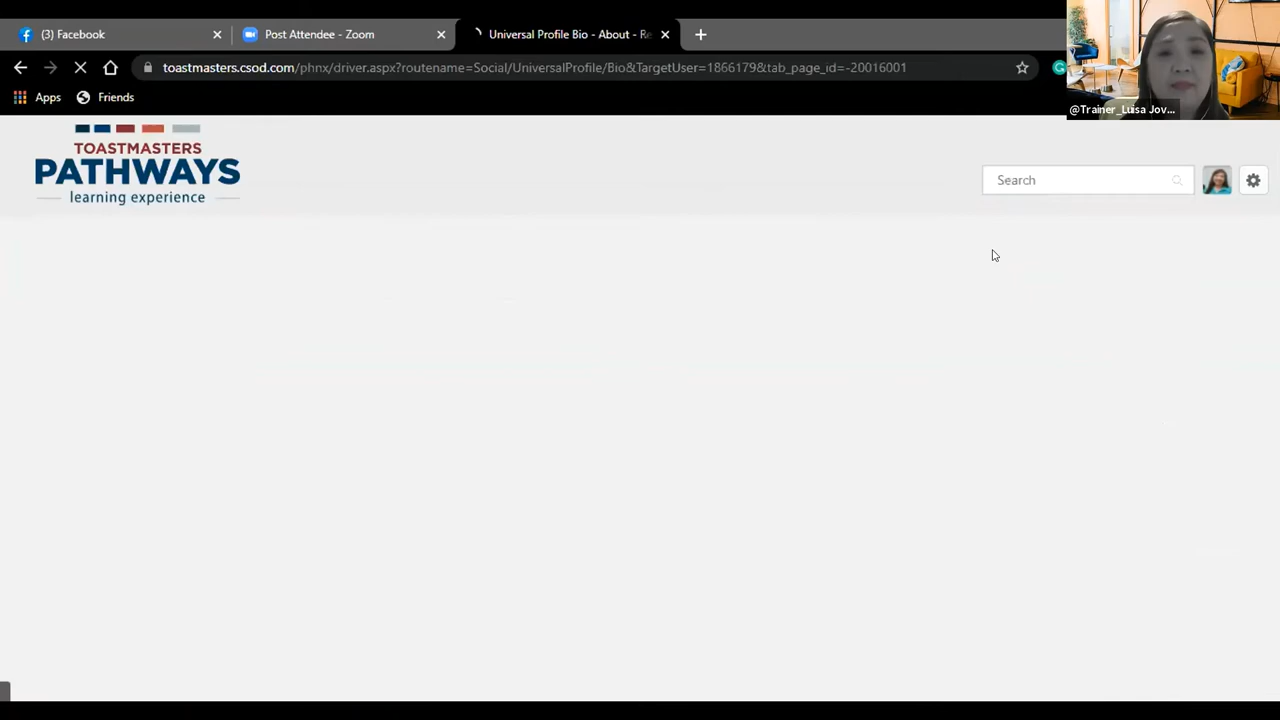 (3) Facebook
Post Attendee - Zoom
Universal Profile Bio - About - Re
toastmasters.csod.com/phnx/driver.aspx?routename=Social/UniversalProfile/Bio&TargetUser=1866179&tab_page_id=-20016001
Apps
Friends
@Trainer_Luisa Jov...
TOASTMASTERS
PATHWAYS
learning experience
Search